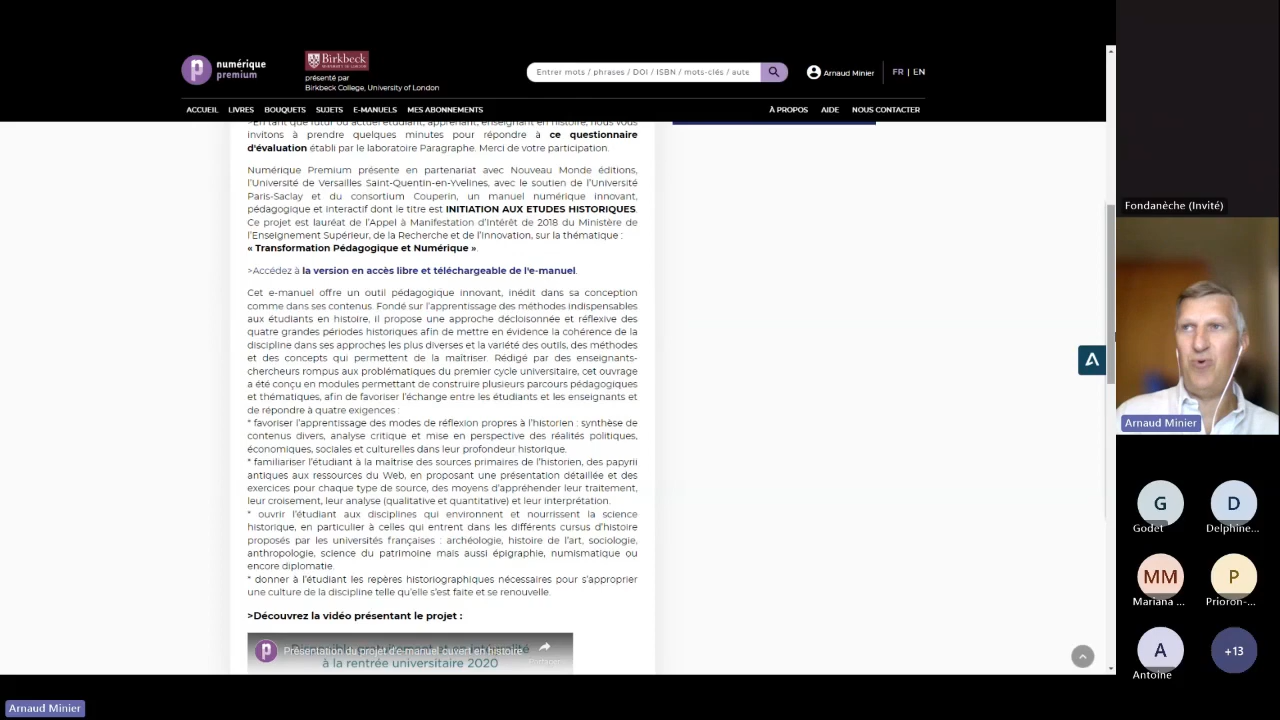 numérique
premium
Birkbeck
présenté par
Birkbeck College, University of London
Entrer mots / phrases / DOI / ISBN / mots-clés / aute
Arnaud Minier
FR | EN
ACCUEIL LIVRES BOUQUETS SUJETS E-MANUELS MES ABONNEMENTS
À PROPOS AIDE NOUS CONTACTER
>En tant que futur ou actuel étudiant, apprenant, enseignant en histoire, nous vous
invitons à prendre quelques minutes pour répondre à ce questionnaire
d'évaluation établi par le laboratoire Paragraphe. Merci de votre participation.
Numérique Premium présente en partenariat avec Nouveau Monde éditions,
l'Université de Versailles Saint-Quentin-en-Yvelines, avec le soutien de l'Université
Paris-Saclay et du consortium Couperin, un manuel numérique innovant,
pédagogique et interactif dont le titre est INITIATION AUX ETUDES HISTORIQUES.
Ce projet est lauréat de l'Appel à Manifestation d'Intérêt de 2018 du Ministère de
l'Enseignement Supérieur, de la Recherche et de l'Innovation, sur la thématique :
« Transformation Pédagogique et Numérique ».
>Accédez à la version en accès libre et téléchargeable de l'e-manuel.
Cet e-manuel offre un outil pédagogique innovant, inédit dans sa conception
comme dans ses contenus. Fondé sur l'apprentissage des méthodes indispensables
aux étudiants en histoire, il propose une approche décloisonnée et réflexive des
quatre grandes périodes historiques afin de mettre en évidence la cohérence de la
discipline dans ses approches les plus diverses et la variété des outils, des méthodes
et des concepts qui permettent de la maîtriser. Rédigé par des enseignants-
chercheurs rompus aux problématiques du premier cycle universitaire, cet ouvrage
a été conçu en modules permettant de construire plusieurs parcours pédagogiques
et thématiques, afin de favoriser l'échange entre les étudiants et les enseignants et
de répondre à quatre exigences :
* favoriser l'apprentissage des modes de réflexion propres à l'historien : synthèse de
contenus divers, analyse critique et mise en perspective des réalités politiques,
économiques, sociales et culturelles dans leur profondeur historique.
* familiariser l'étudiant à la maîtrise des sources primaires de l'historien, des papyrii
antiques aux ressources du Web, en proposant une présentation détaillée et des
exercices pour chaque type de source, des moyens d'appréhender leur traitement,
leur croisement, leur analyse (qualitative et quantitative) et leur interprétation.
* ouvrir l'étudiant aux disciplines qui environnent et nourrissent la science
historique, en particulier à celles qui entrent dans les différents cursus d'histoire
proposés par les universités françaises : archéologie, histoire de l'art, sociologie,
anthropologie, science du patrimoine mais aussi épigraphie, numismatique ou
encore diplomatie.
* donner à l'étudiant les repères historiographiques nécessaires pour s'approprier
une culture de la discipline telle qu'elle s'est faite et se renouvelle.
>Découvrez la vidéo présentant le projet :
Présentation du projet d'e-manuel ouvert en histoire.
Partager
à la rentrée universitaire 2020
Fondanèche (Invité)
Arnaud Minier
G
Godet
D
Delphine...
MM
Mariana ...
P
Prioron-...
A
Antoine
+13
Arnaud Minier